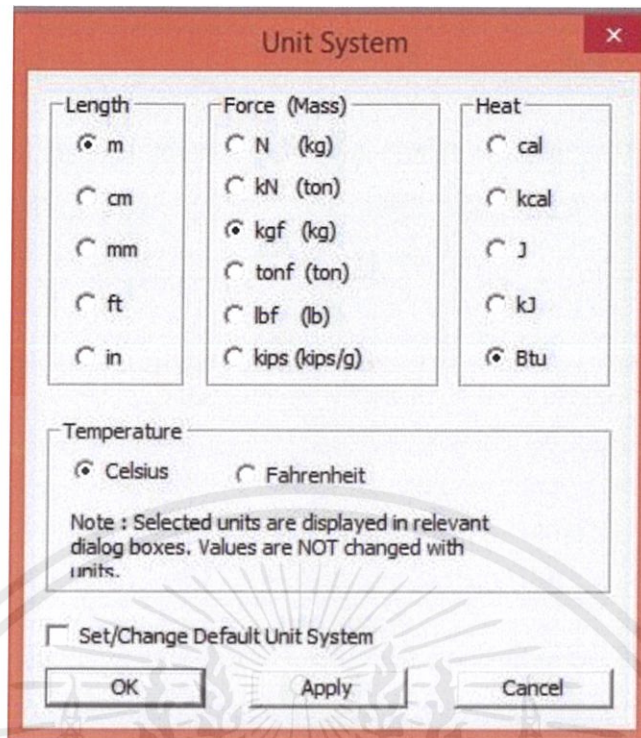 Unit System
Length
m
cm
mm
ft
in
Force (Mass)
N (kg)
kN (ton)
kgf (kg)
tonf (ton)
lbf (lb)
kips (kips/g)
Heat
cal
kcal
J
kJ
Btu
Temperature
Celsius Fahrenheit
Note : Selected units are displayed in relevant
dialog boxes. Values are NOT changed with
units.
Set/Change Default Unit System
OK Apply Cancel